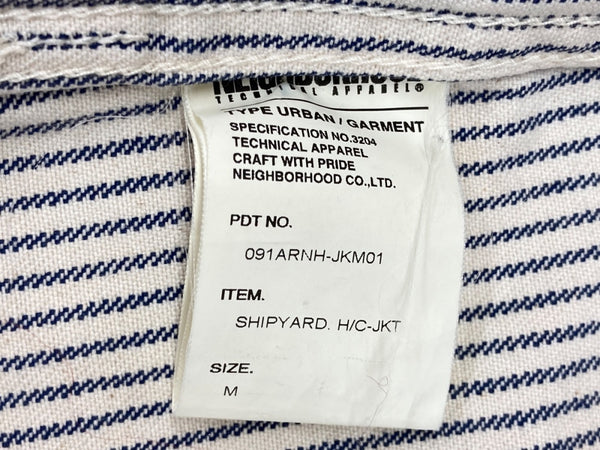 NEIGHBORHOOD
TECHNICAL APPAREL®
TYPE URBAN / GARMENT
SPECIFICATION NO.3204
TECHNICAL APPAREL
CRAFT WITH PRIDE
NEIGHBORHOOD CO.,LTD.
PDT NO.
091ARNH-JKM01
ITEM.
SHIPYARD. H/C-JKT
SIZE.
M